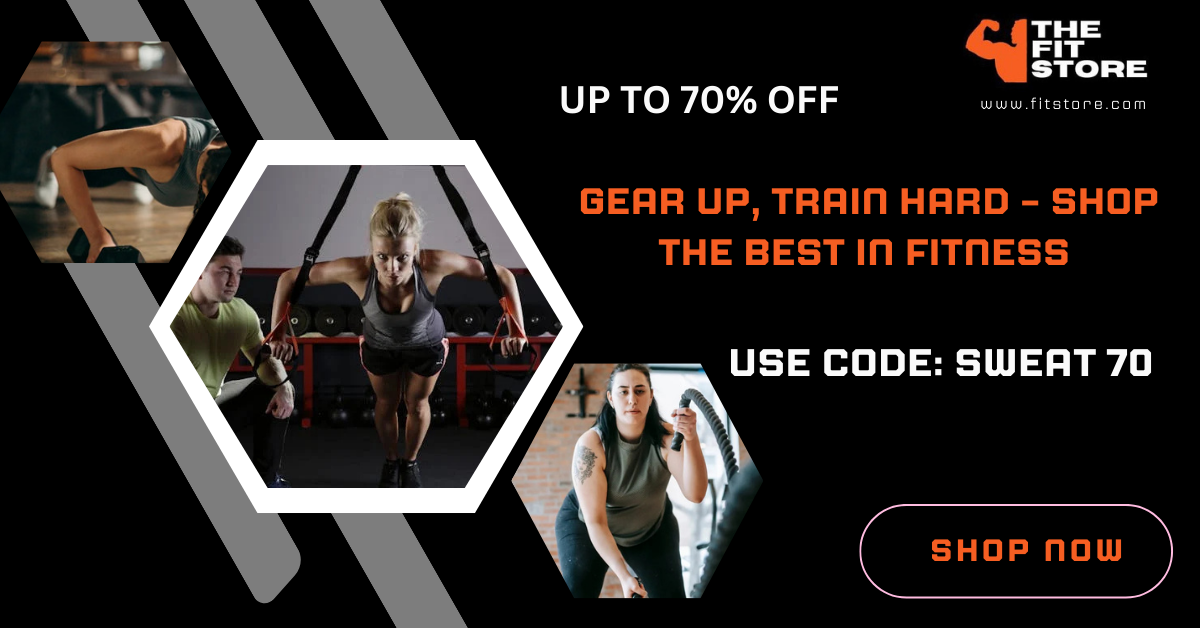 THE
FIT
STORE
www.fitstore.com
UP TO 70% OFF
GEAR UP, TRAIN HARD – SHOP
THE BEST IN FITNESS
USE CODE: SWEAT 70
SHOP NOW